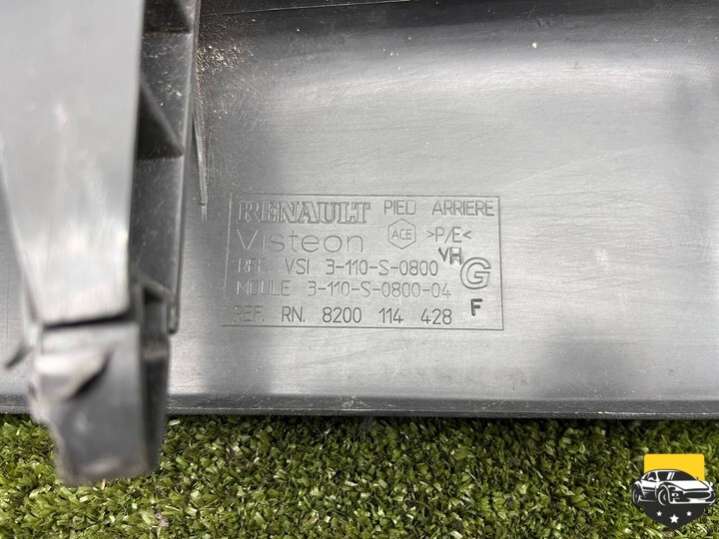 RENAULT PIED ARRIERE
Visteon ACE >P/E<
REF. VSI 3-110-S-0800 VH G
MOULE 3-110-S-0800-04 F
REF. RN. 8200 114 428